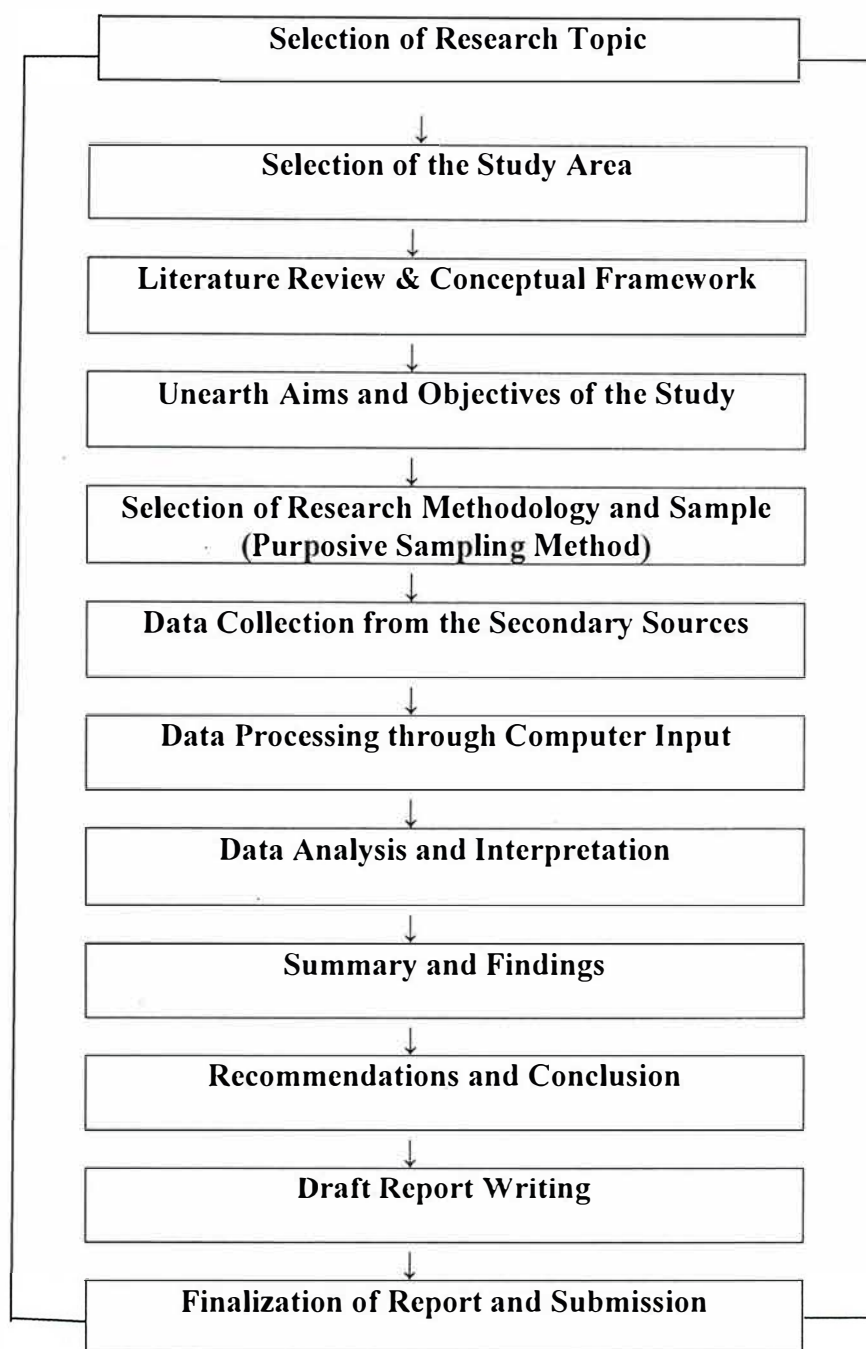 Selection of Research Topic
↓
Selection of the Study Area
↓
Literature Review & Conceptual Framework
↓
Unearth Aims and Objectives of the Study
↓
Selection of Research Methodology and Sample
(Purposive Sampling Method)
↓
Data Collection from the Secondary Sources
↓
Data Processing through Computer Input
↓
Data Analysis and Interpretation
↓
Summary and Findings
↓
Recommendations and Conclusion
↓
Draft Report Writing
↓
Finalization of Report and Submission